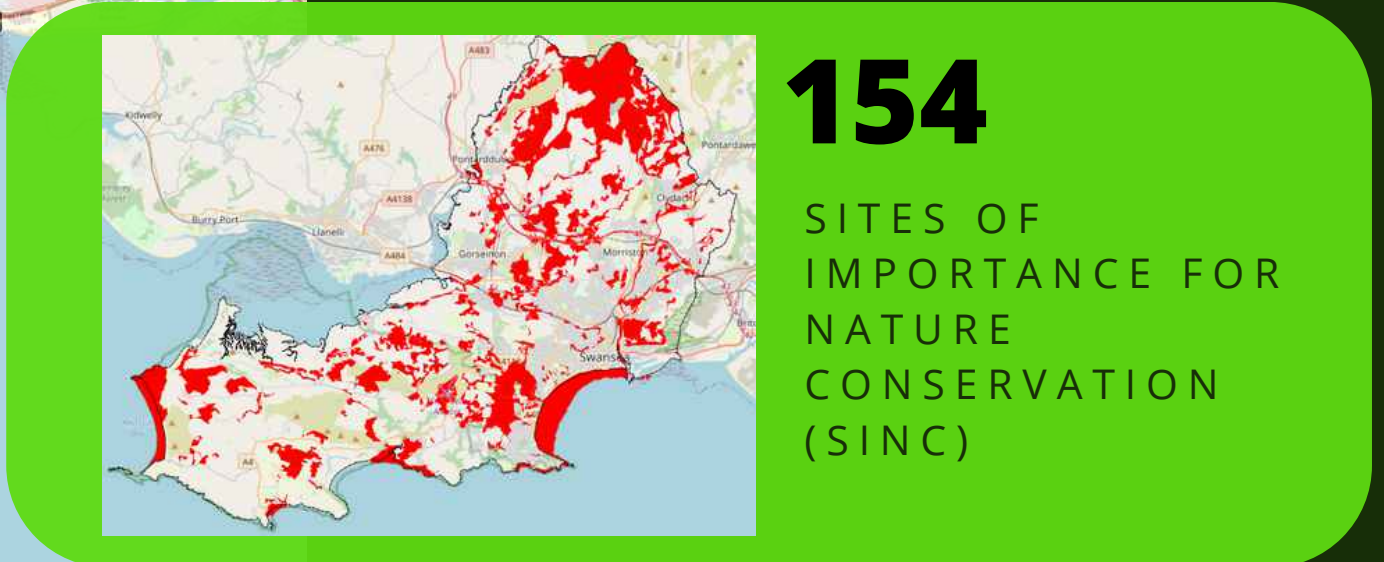 154
SITES OF
IMPORTANCE FOR
NATURE
CONSERVATION
(SINC)
A483
Kidwelly
A476
Pontarddulais
Pontardawe
A4138
Clydach
Burry Port
Llanelli
A484
Gorseinon
Morriston
Swansea